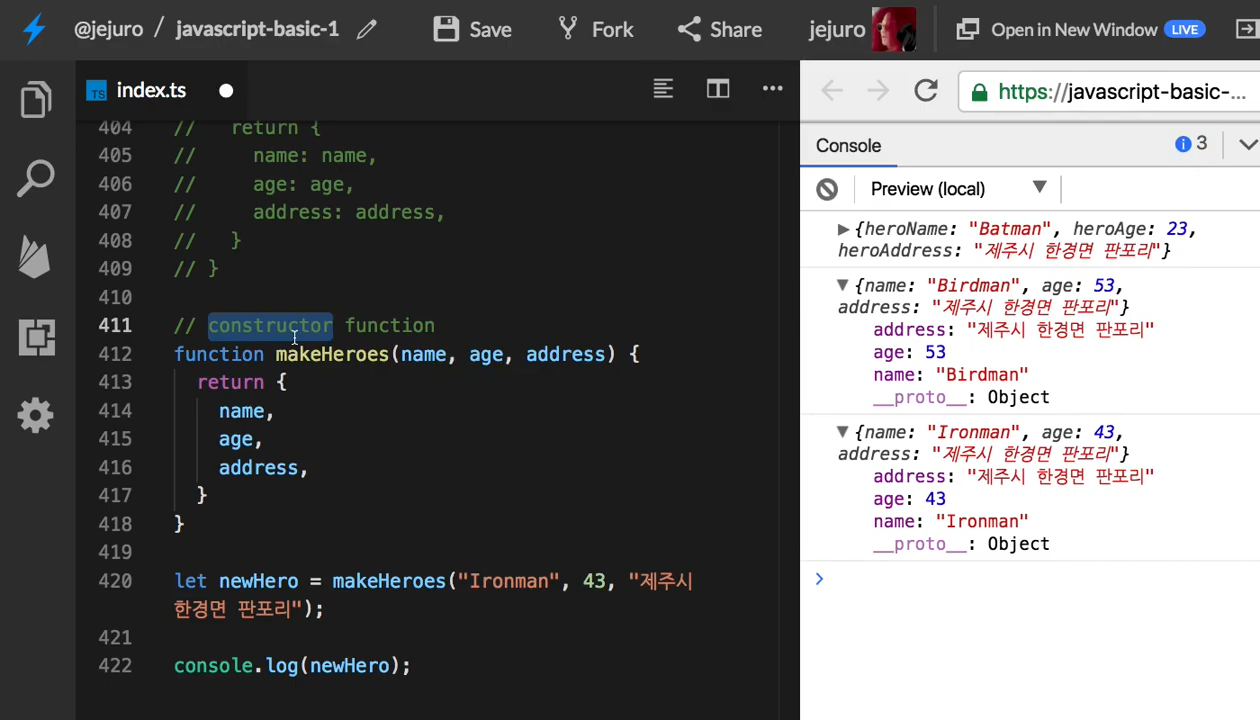 @jejuro / javascript-basic-1 Save Fork Share jejuro Open in New Window LIVE
TS index.ts
https://javascript-basic-...
404 //   return {
405 //     name: name,
406 //     age: age,
407 //     address: address,
408 //   }
409 // }
410
411 // constructor function
412 function makeHeroes(name, age, address) {
413   return {
414     name,
415     age,
416     address,
417   }
418 }
419
420 let newHero = makeHeroes("Ironman", 43, "제주시
한경면 판포리");
421
422 console.log(newHero);
Console 3
Preview (local) ▼
▶ {heroName: "Batman", heroAge: 23,
heroAddress: "제주시 한경면 판포리"}
▼ {name: "Birdman", age: 53,
address: "제주시 한경면 판포리"}
address: "제주시 한경면 판포리"
age: 53
name: "Birdman"
__proto__: Object
▼ {name: "Ironman", age: 43,
address: "제주시 한경면 판포리"}
address: "제주시 한경면 판포리"
age: 43
name: "Ironman"
__proto__: Object
>